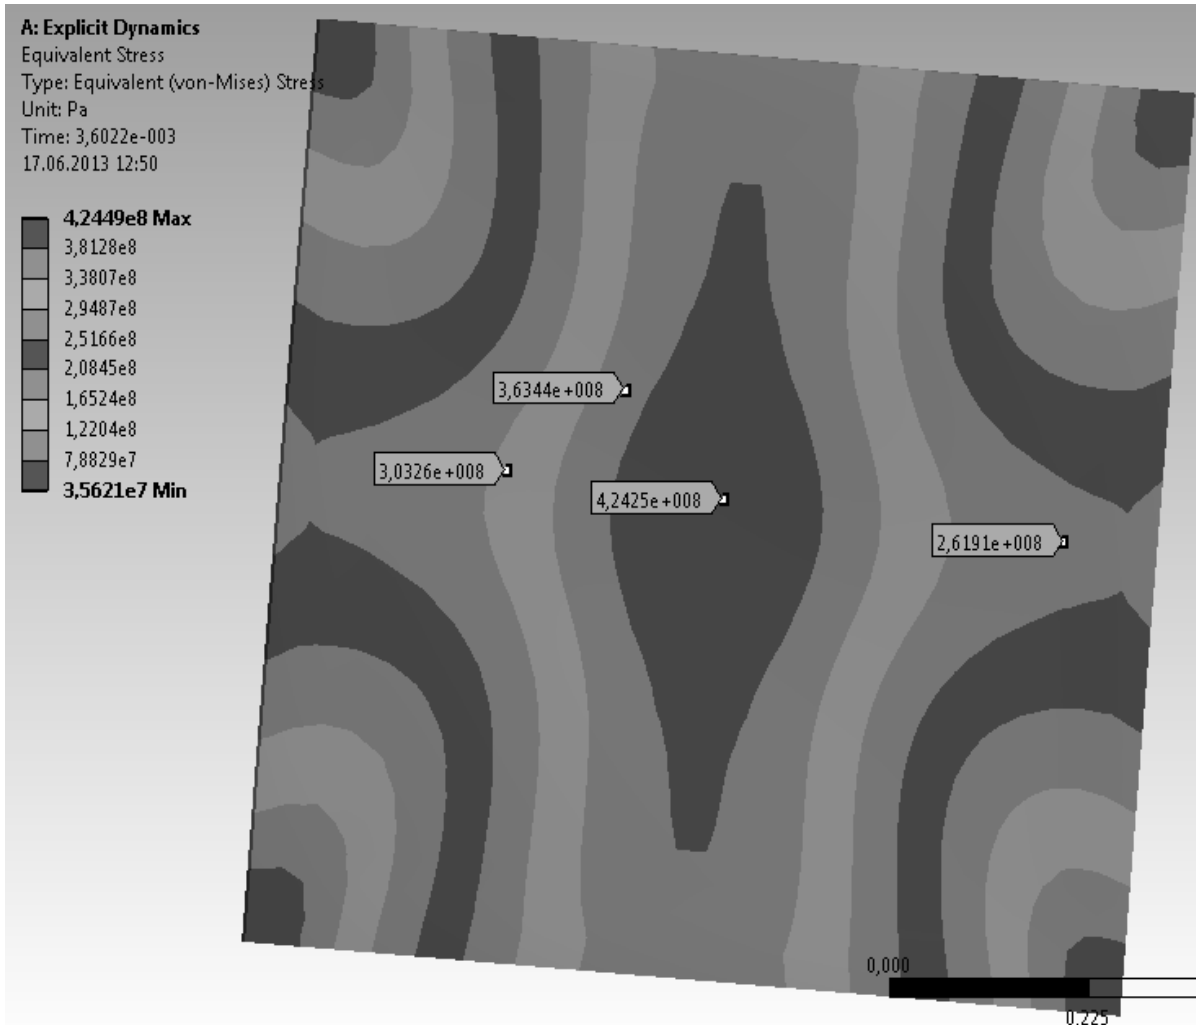 A: Explicit Dynamics
Equivalent Stress
Type: Equivalent (von-Mises) Stress
Unit: Pa
Time: 3,6022e-003
17.06.2013 12:50
4,2449e8 Max
3,8128e8
3,3807e8
2,9487e8
2,5166e8
2,0845e8
1,6524e8
1,2204e8
7,8829e7
3,5621e7 Min
3,6344e+008
3,0326e+008
4,2425e+008
2,6191e+008
0,000
0,225